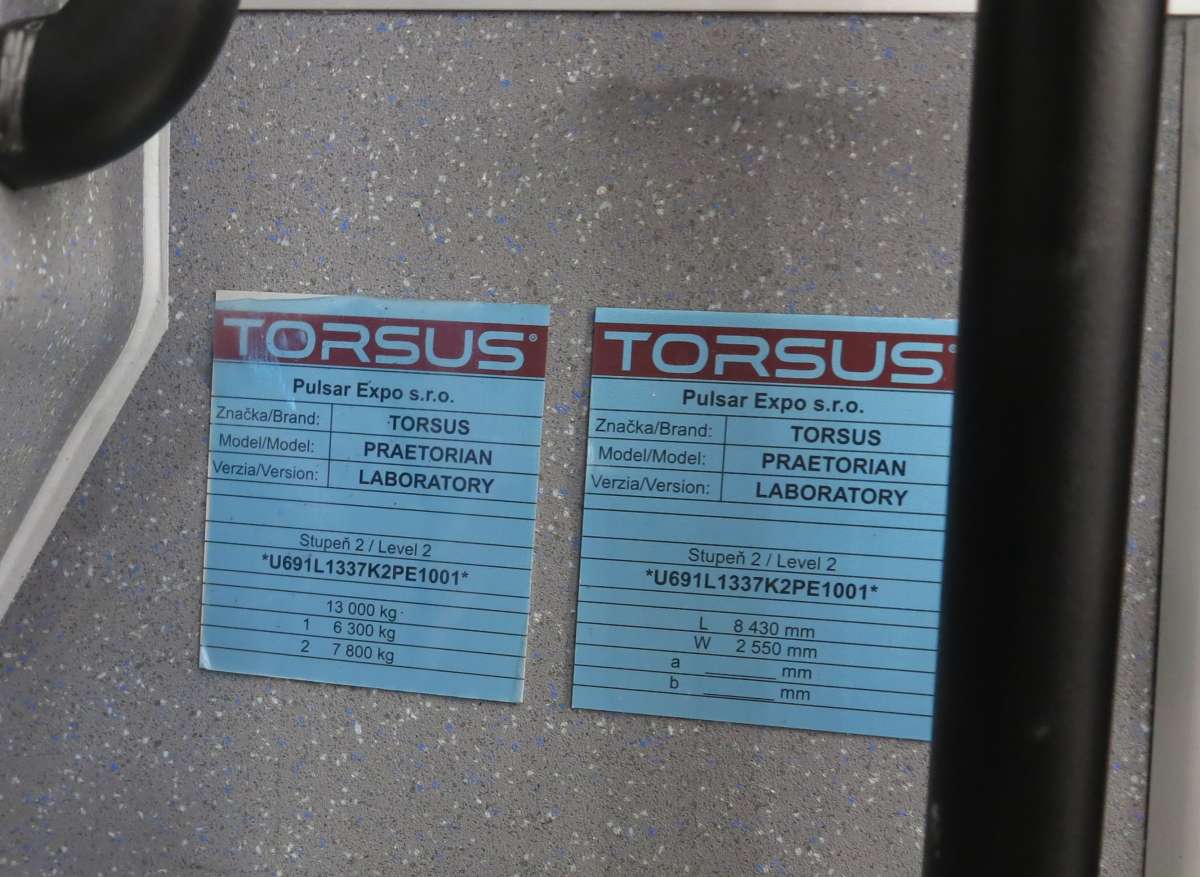 TORSUS®
Pulsar Expo s.r.o.
Značka/Brand: TORSUS
Model/Model: PRAETORIAN
Verzia/Version: LABORATORY
Stupeň 2 / Level 2
*U691L1337K2PE1001*
13 000 kg
1 6 300 kg
2 7 800 kg
TORSUS®
Pulsar Expo s.r.o.
Značka/Brand: TORSUS
Model/Model: PRAETORIAN
Verzia/Version: LABORATORY
Stupeň 2 / Level 2
*U691L1337K2PE1001*
L 8 430 mm
W 2 550 mm
a ________ mm
b ________ mm